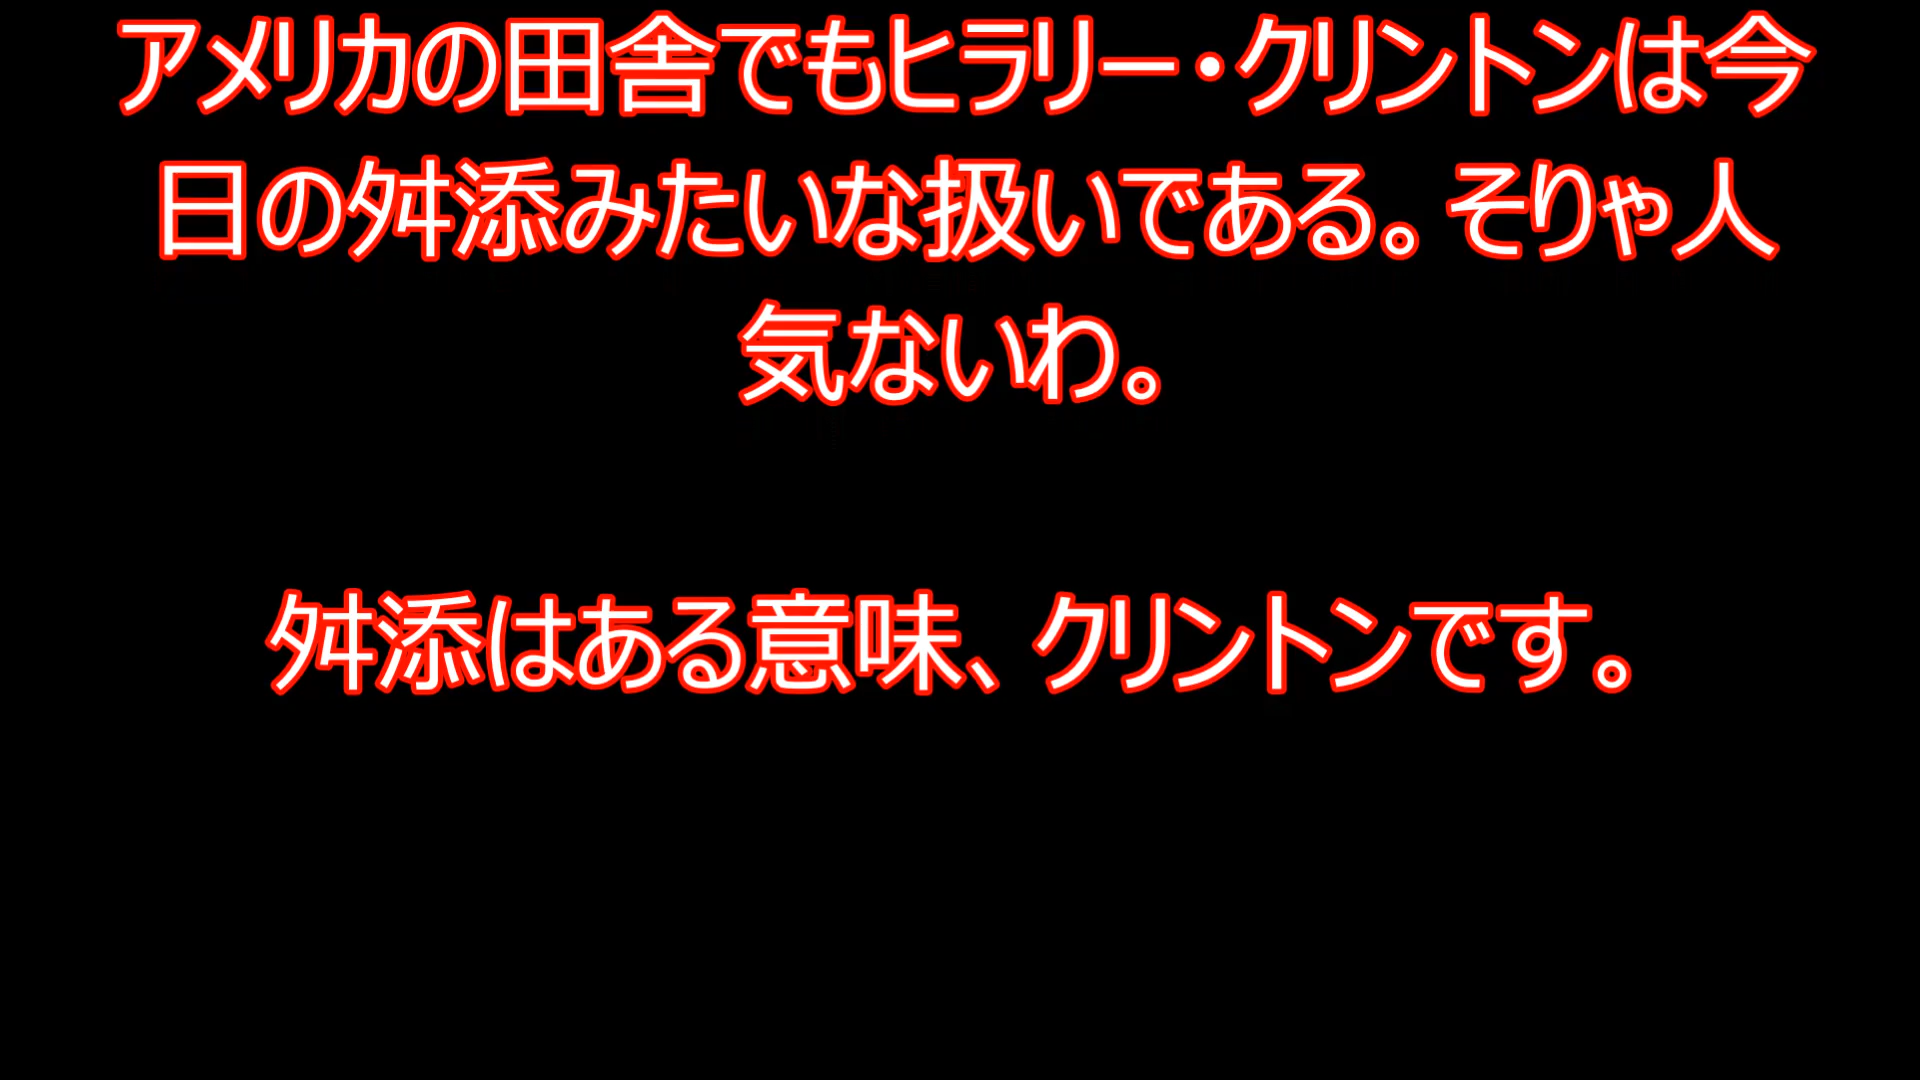 アメリカの田舎でもヒラリー・クリントンは今
日の舛添みたいな扱いである。そりゃ人
気ないわ。
舛添はある意味、クリントンです。